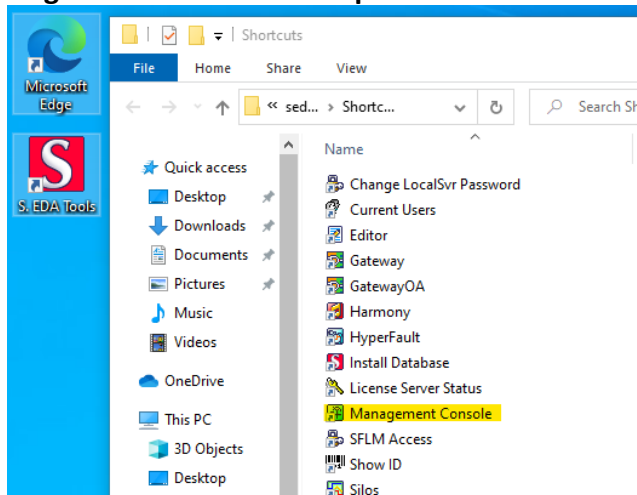 Shortcuts
File Home Share View
Microsoft
Edge
« sed... › Shortc...
Search Sh
S
S. EDA Tools
Name
Quick access
Desktop
Downloads
Documents
Pictures
Music
Videos
OneDrive
This PC
3D Objects
Desktop
Change LocalSvr Password
Current Users
Editor
Gateway
GatewayOA
Harmony
HyperFault
Install Database
License Server Status
Management Console
SFLM Access
Show ID
Silos